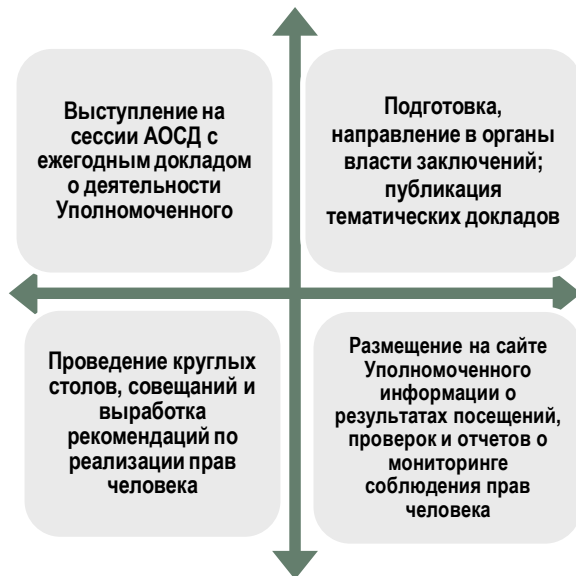 Выступление на
сессии АОСД с
ежегодным докладом
о деятельности
Уполномоченного
Подготовка,
направление в органы
власти заключений;
публикация
тематических докладов
Проведение круглых
столов, совещаний и
выработка
рекомендаций по
реализации прав
человека
Размещение на сайте
Уполномоченного
информации о
результатах посещений,
проверок и отчетов о
мониторинге
соблюдения прав
человека